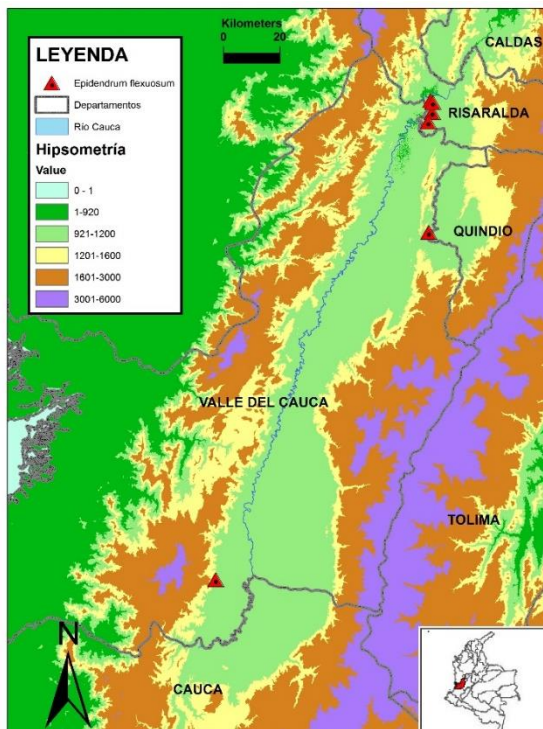 Kilometers
0 20
LEYENDA
Epidendrum flexuosum
Departamentos
Río Cauca
Hipsometría
Value
0 - 1
1-920
921-1200
1201-1600
1601-3000
3001-6000
CALDAS
RISARALDA
QUINDIO
VALLE DEL CAUCA
TOLIMA
N
CAUCA